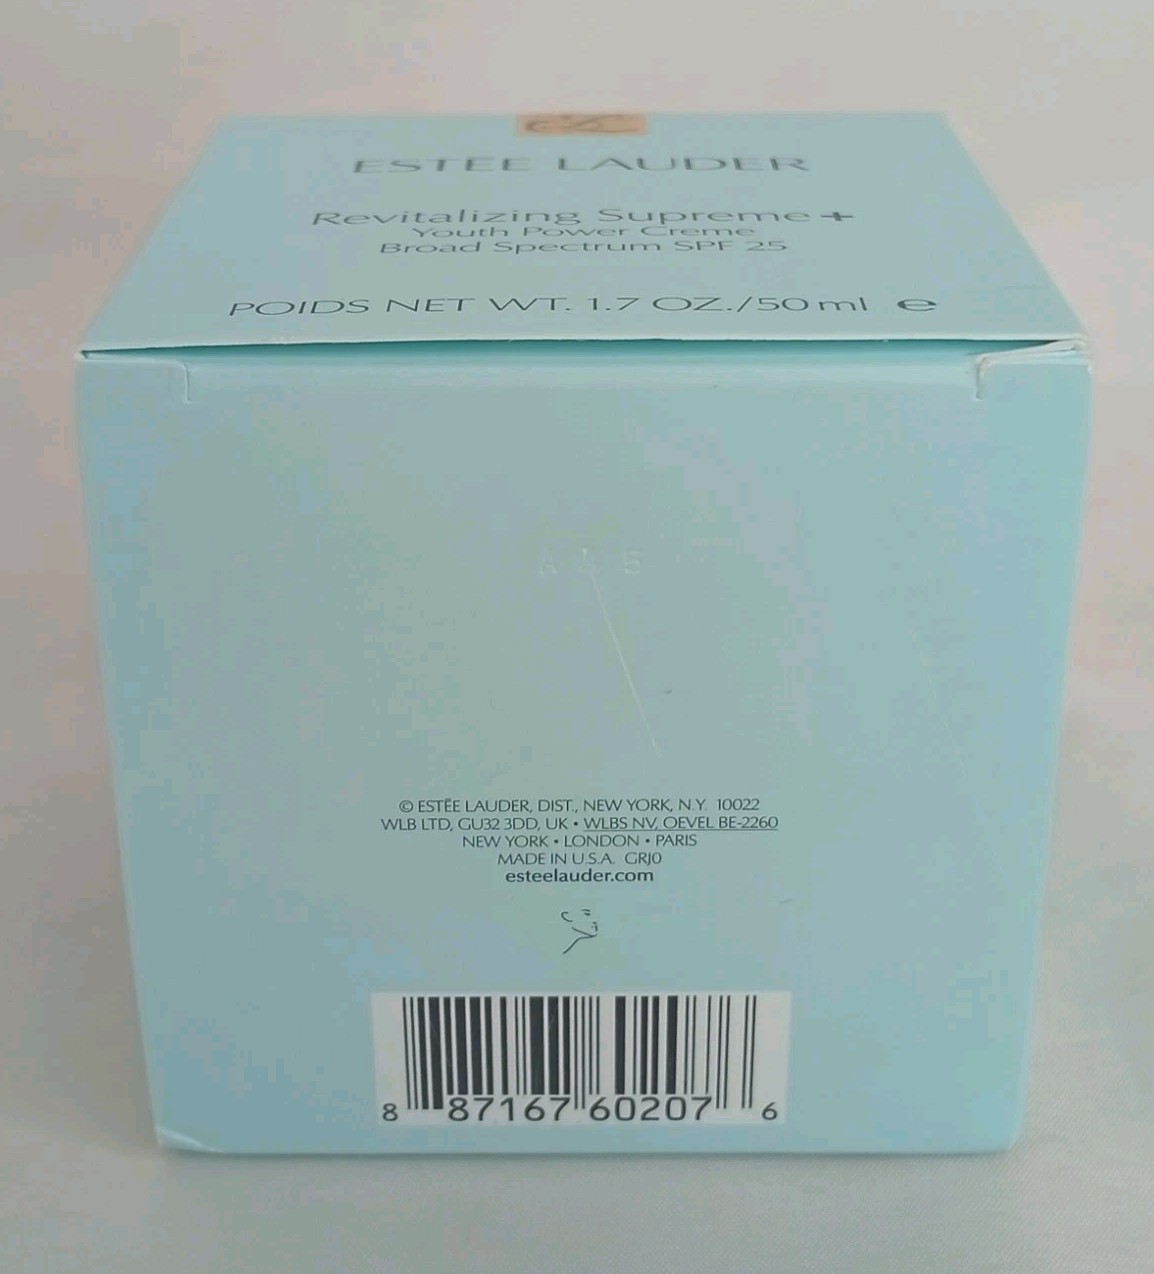 ESTĒE LAUDER
Revitalizing Supreme+
Youth Power Creme
Broad Spectrum SPF 25
POIDS NET WT. 1.7 OZ./50 ml ℮
© ESTĒE LAUDER, DIST., NEW YORK, N.Y. 10022
WLB LTD, GU32 3DD, UK • WLBS NV, OEVEL BE-2260
NEW YORK • LONDON • PARIS
MADE IN U.S.A. GRJ0
esteelauder.com
8 87167 60207 6